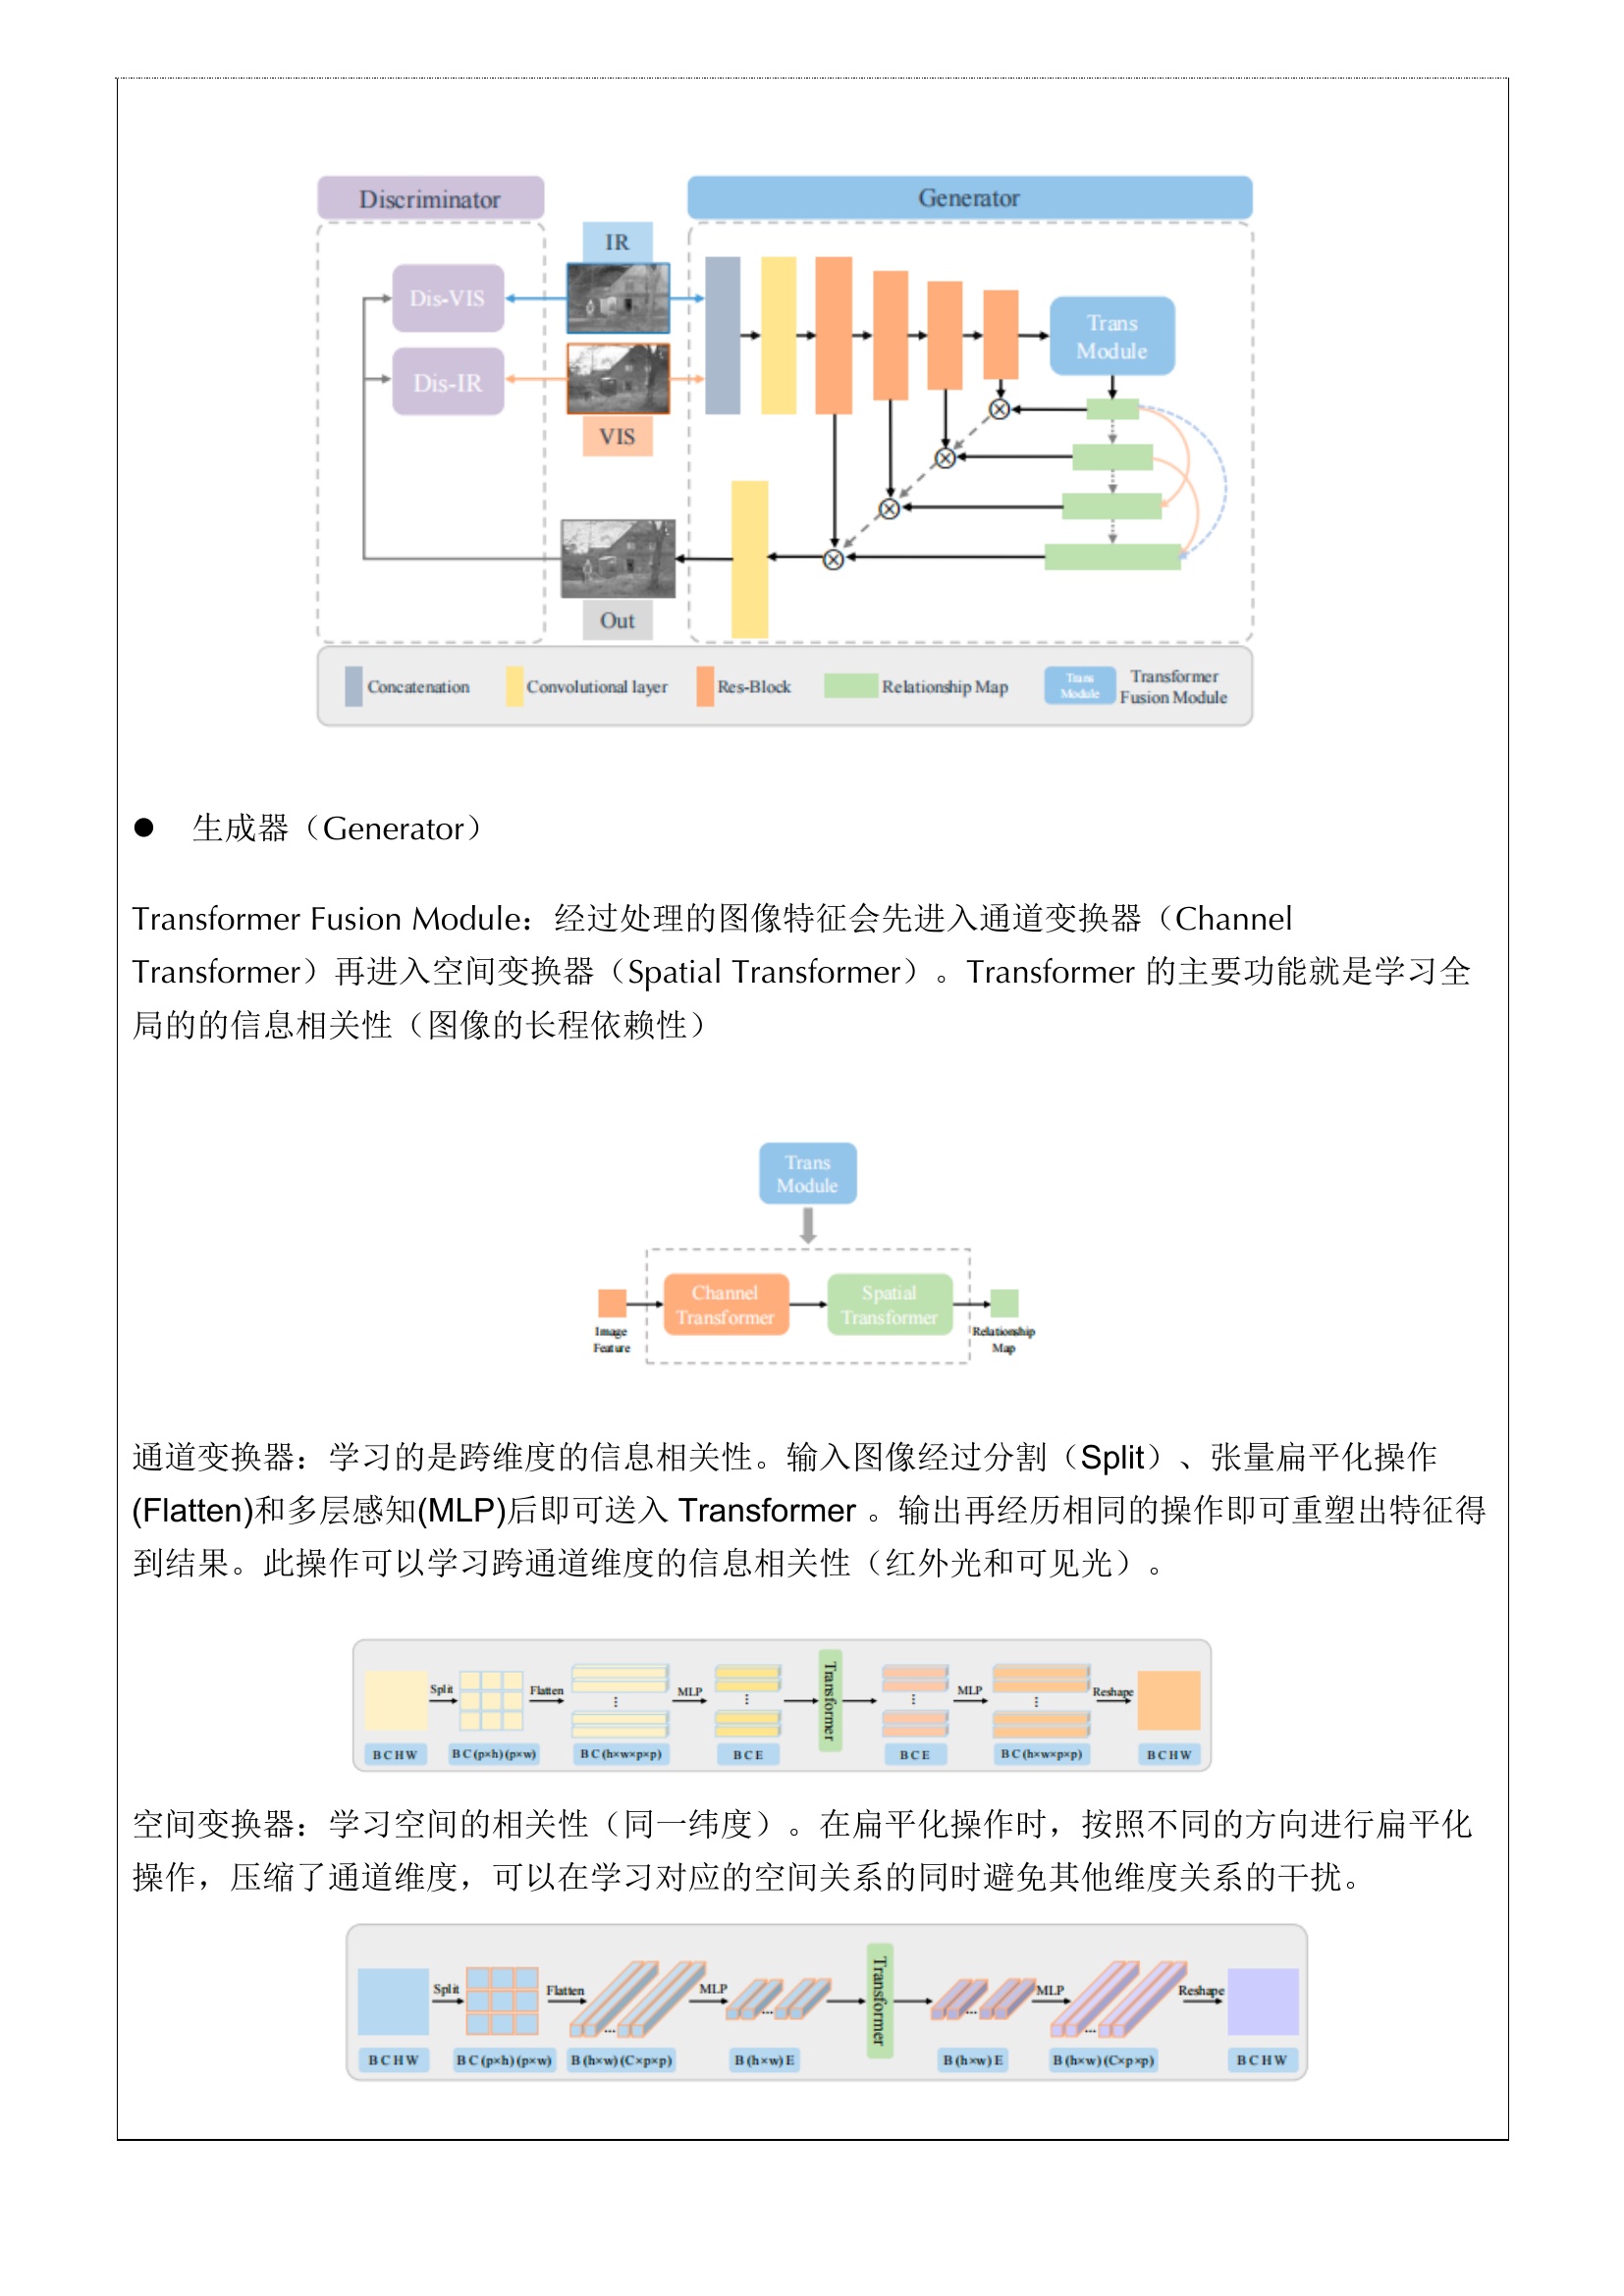 Discriminator
Generator
IR
Dis-VIS
Dis-IR
VIS
Trans
Module
Out
Concatenation
Convolutional layer
Res-Block
Relationship Map
Trans
Module
Transformer
Fusion Module
● 生成器（Generator）
Transformer Fusion Module：经过处理的图像特征会先进入通道变换器（Channel
Transformer）再进入空间变换器（Spatial Transformer）。Transformer 的主要功能就是学习全
局的的信息相关性（图像的长程依赖性）
Trans
Module
Channel
Transformer
Spatial
Transformer
Image
Feature
Relationship
Map
通道变换器：学习的是跨维度的信息相关性。输入图像经过分割（Split）、张量扁平化操作
(Flatten)和多层感知(MLP)后即可送入 Transformer 。输出再经历相同的操作即可重塑出特征得
到结果。此操作可以学习跨通道维度的信息相关性（红外光和可见光）。
Split
Flatten
MLP
Transformer
MLP
Reshape
B C H W
B C (p×h) (p×w)
B C (h×w×p×p)
B C E
B C E
B C (h×w×p×p)
B C H W
空间变换器：学习空间的相关性（同一纬度）。在扁平化操作时，按照不同的方向进行扁平化
操作，压缩了通道维度，可以在学习对应的空间关系的同时避免其他维度关系的干扰。
Split
Flatten
MLP
Transformer
MLP
Reshape
B C H W
B C (p×h) (p×w)
B (h×w) (C×p×p)
B (h×w) E
B (h×w) E
B (h×w) (C×p×p)
B C H W